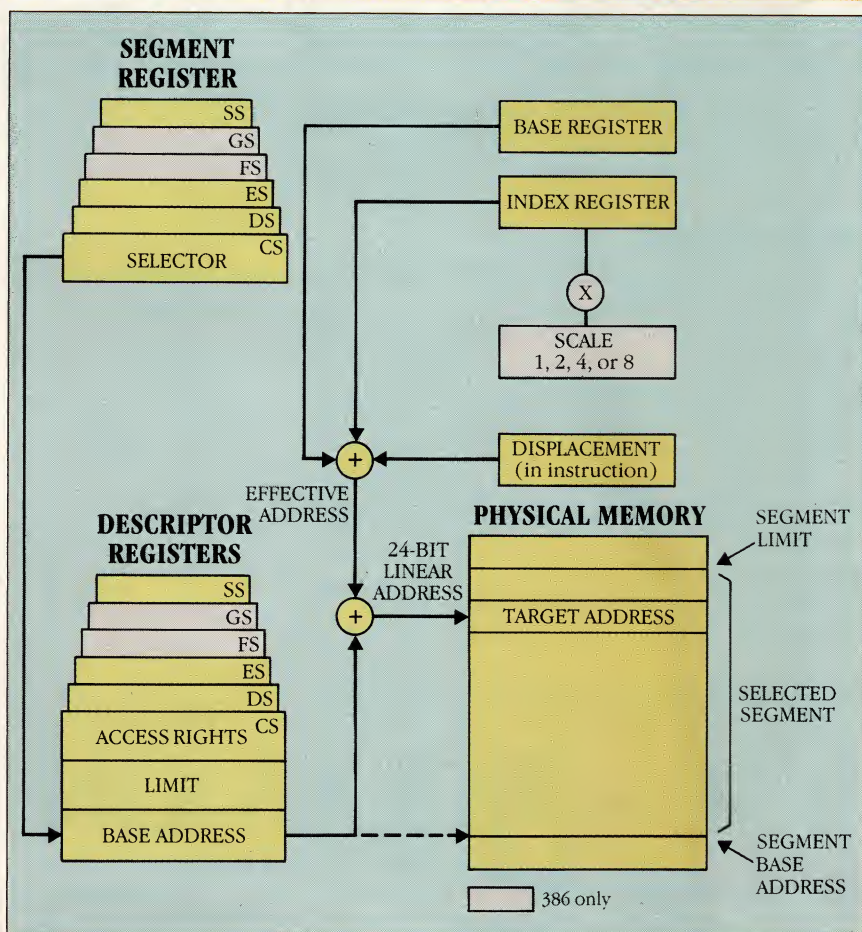 SEGMENT
REGISTER
SS
GS
FS
ES
DS
CS
SELECTOR
BASE REGISTER
INDEX REGISTER
X
SCALE
1, 2, 4, or 8
+
DISPLACEMENT
(in instruction)
EFFECTIVE
ADDRESS
DESCRIPTOR
REGISTERS
SS
GS
FS
ES
DS
CS
ACCESS RIGHTS
LIMIT
BASE ADDRESS
24-BIT
LINEAR
ADDRESS
+
PHYSICAL MEMORY
TARGET ADDRESS
SEGMENT
LIMIT
SELECTED
SEGMENT
SEGMENT
BASE
ADDRESS
386 only